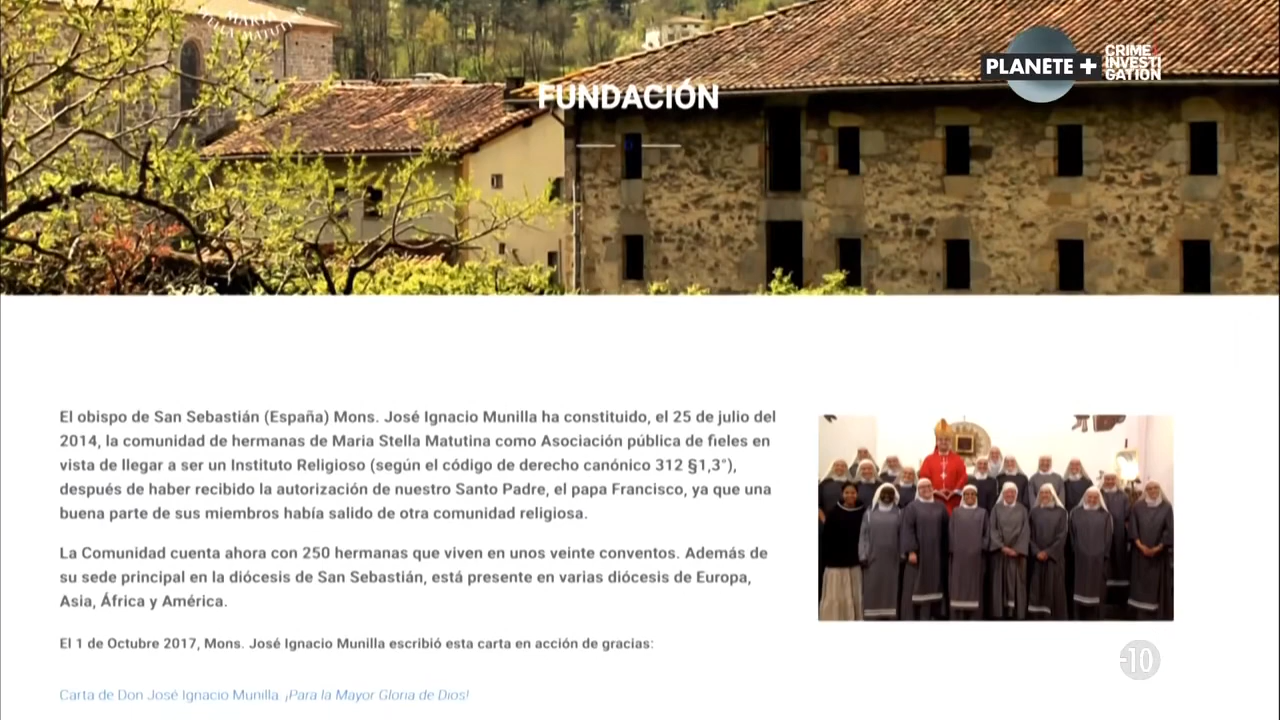 MARIA
STELLA MATUTINA
PLANETE +
CRIME
INVESTI
GATION
FUNDACIÓN
El obispo de San Sebastián (España) Mons. José Ignacio Munilla ha constituido, el 25 de julio del
2014, la comunidad de hermanas de Maria Stella Matutina como Asociación pública de fieles en
vista de llegar a ser un Instituto Religioso (según el código de derecho canónico 312 §1,3°),
después de haber recibido la autorización de nuestro Santo Padre, el papa Francisco, ya que una
buena parte de sus miembros había salido de otra comunidad religiosa.
La Comunidad cuenta ahora con 250 hermanas que viven en unos veinte conventos. Además de
su sede principal en la diócesis de San Sebastián, está presente en varias diócesis de Europa,
Asia, África y América.
El 1 de Octubre 2017, Mons. José Ignacio Munilla escribió esta carta en acción de gracias:
Carta de Don José Ignacio Munilla. ¡Para la Mayor Gloria de Dios!
-10